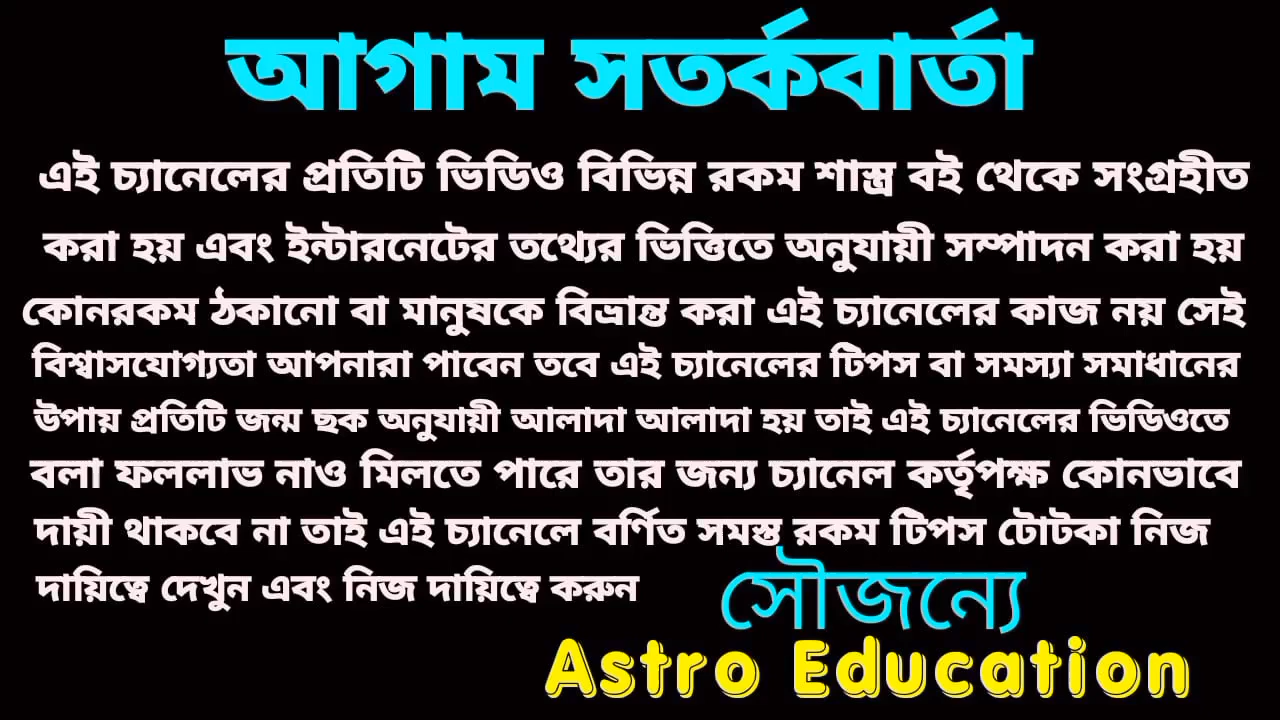 আগাম সতর্কবার্তা
এই চ্যানেলের প্রতিটি ভিডিও বিভিন্ন রকম শাস্ত্র বই থেকে সংগ্রহীত
করা হয় এবং ইন্টারনেটের তথ্যের ভিত্তিতে অনুযায়ী সম্পাদন করা হয়
কোনরকম ঠকানো বা মানুষকে বিভ্রান্ত করা এই চ্যানেলের কাজ নয় সেই
বিশ্বাসযোগ্যতা আপনারা পাবেন তবে এই চ্যানেলের টিপস বা সমস্যা সমাধানের
উপায় প্রতিটি জন্ম ছক অনুযায়ী আলাদা আলাদা হয় তাই এই চ্যানেলের ভিডিওতে
বলা ফললাভ নাও মিলতে পারে তার জন্য চ্যানেল কর্তৃপক্ষ কোনভাবে
দায়ী থাকবে না তাই এই চ্যানেলে বর্ণিত সমস্ত রকম টিপস টোটকা নিজ
দায়িত্বে দেখুন এবং নিজ দায়িত্বে করুন
সৌজন্যে
Astro Education